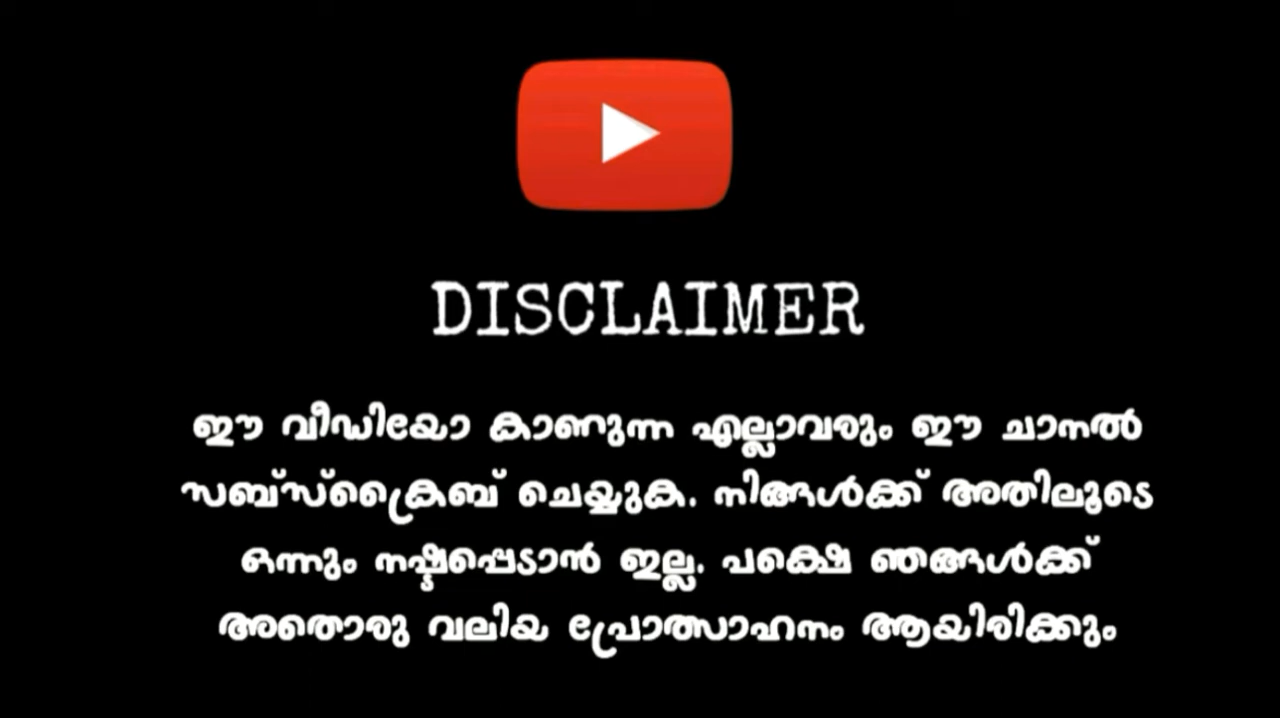 DISCLAIMER
ഈ വീഡിയോ കാണുന്ന എല്ലാവരും ഈ ചാനൽ
സബ്സ്ക്രൈബ് ചെയ്യുക. നിങ്ങൾക്ക് അതിലൂടെ
ഒന്നും നഷ്ടപ്പെടാൻ ഇല്ല. പക്ഷെ ഞങ്ങൾക്ക്
അതൊരു വലിയ പ്രോത്സാഹനം ആയിരിക്കും